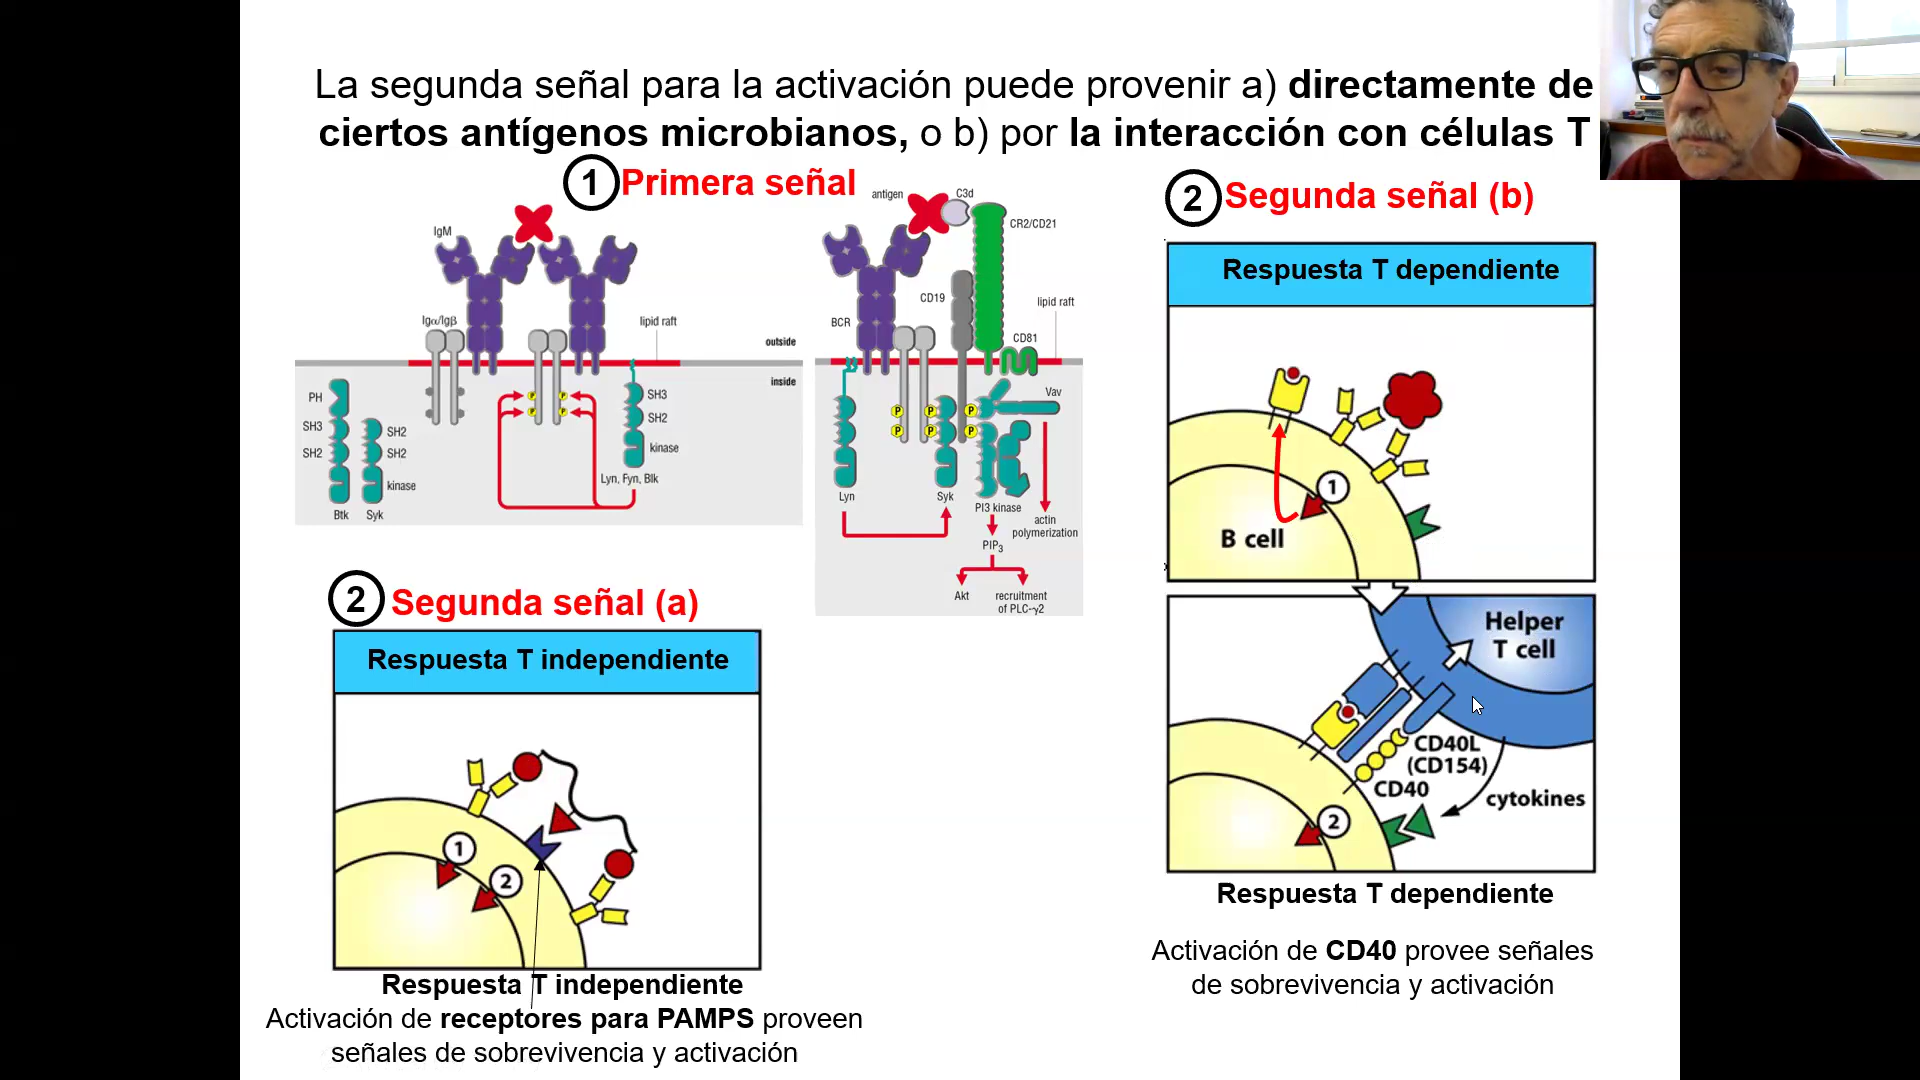 La segunda señal para la activación puede provenir a) directamente de
ciertos antígenos microbianos, o b) por la interacción con células T
1 Primera señal
IgM
Igα/Igβ
lipid raft
outside
inside
PH
SH3
SH2
SH2
SH2
kinase
Btk
Syk
P
P
P
P
SH3
SH2
kinase
Lyn, Fyn, Blk
antigen
C3d
CR2/CD21
CD19
BCR
lipid raft
CD81
Vav
P
P
P
P
P
P
Lyn
Syk
PI3 kinase
actin
polymerization
PIP3
Akt
recruitment
of PLC-γ2
2 Segunda señal (a)
Respuesta T independiente
1
2
Respuesta T independiente
Activación de receptores para PAMPS proveen
señales de sobrevivencia y activación
2 Segunda señal (b)
Respuesta T dependiente
1
B cell
Helper
T cell
CD40L
(CD154)
CD40
cytokines
2
Respuesta T dependiente
Activación de CD40 provee señales
de sobrevivencia y activación